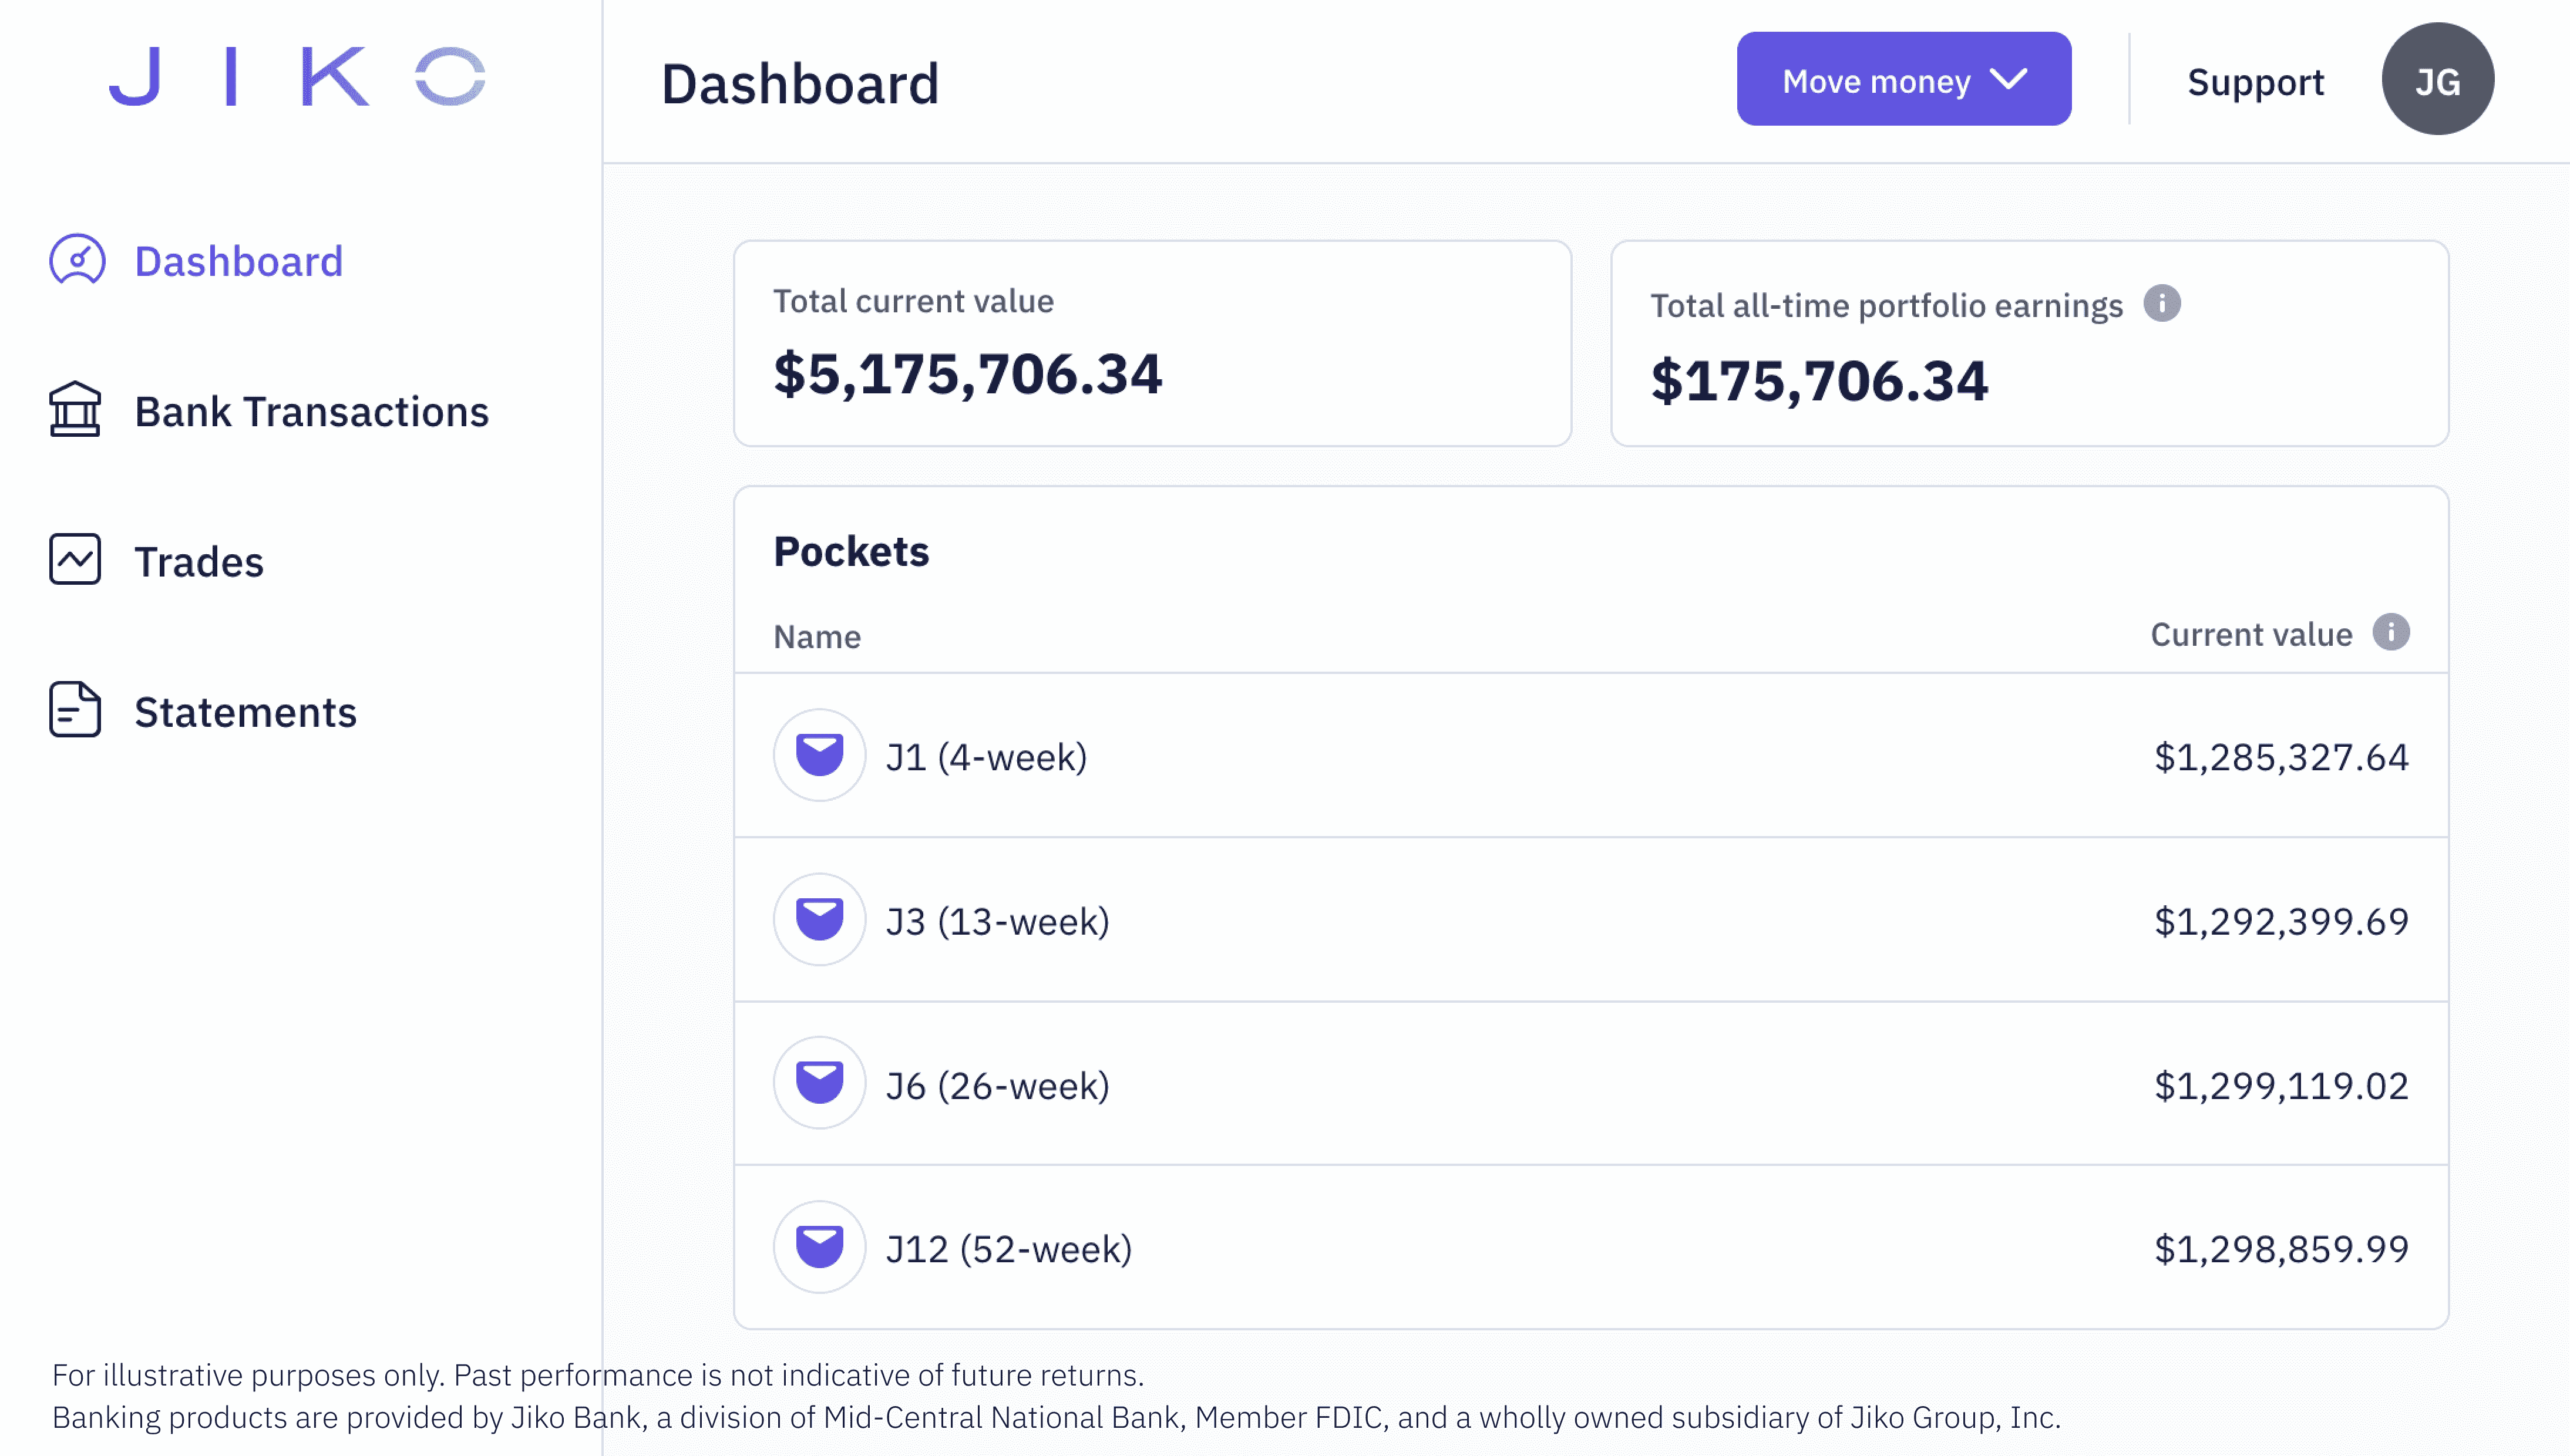 JIKO
Dashboard
Move money
Support
JG
Dashboard
Bank Transactions
Trades
Statements
Total current value
$5,175,706.34
Total all-time portfolio earnings
$175,706.34
Pockets
Name
Current value
J1 (4-week)
$1,285,327.64
J3 (13-week)
$1,292,399.69
J6 (26-week)
$1,299,119.02
J12 (52-week)
$1,298,859.99
For illustrative purposes only. Past performance is not indicative of future returns.
Banking products are provided by Jiko Bank, a division of Mid-Central National Bank, Member FDIC, and a wholly owned subsidiary of Jiko Group, Inc.